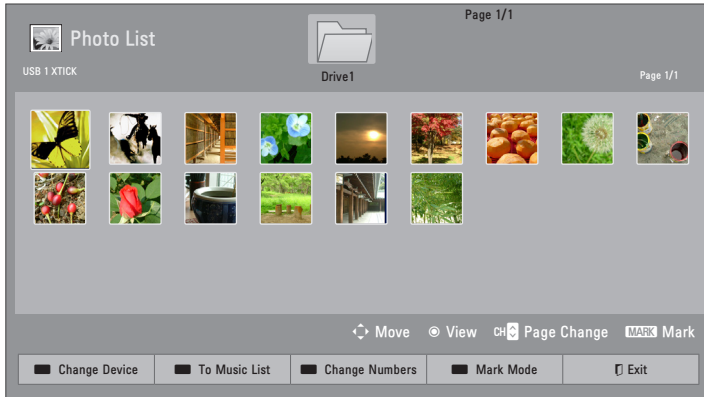 Page 1/1
Photo List
USB 1 XTICK
Drive1
Page 1/1
Move
View
CH Page Change
MARK Mark
Change Device
To Music List
Change Numbers
Mark Mode
Exit